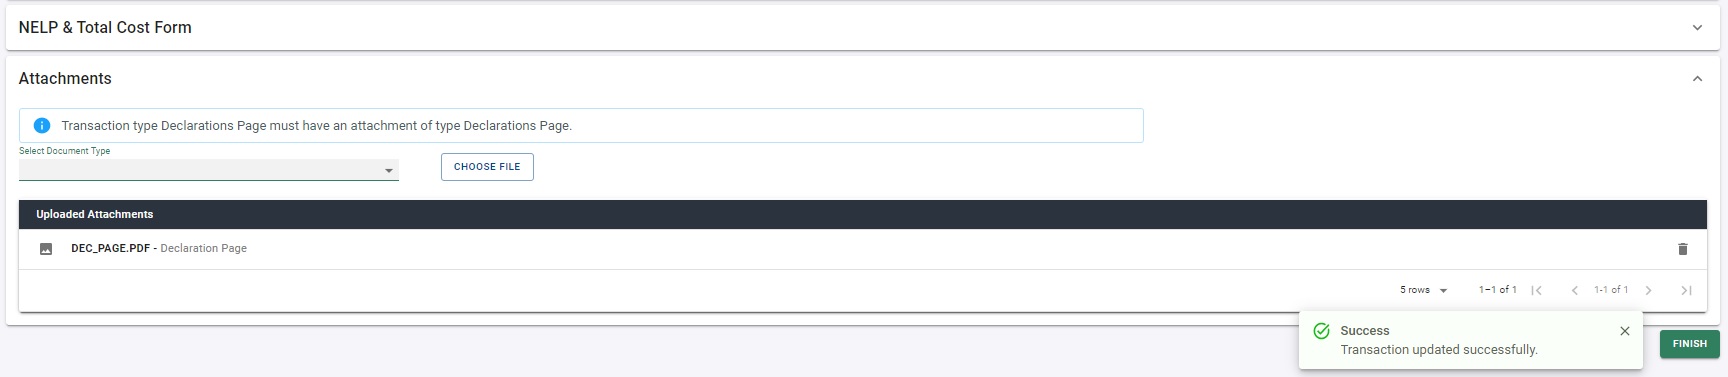 NELP & Total Cost Form
Attachments
Transaction type Declarations Page must have an attachment of type Declarations Page.
Select Document Type
CHOOSE FILE
Uploaded Attachments
DEC_PAGE.PDF - Declaration Page
5 rows 1–1 of 1 1-1 of 1
Success
Transaction updated successfully.
FINISH